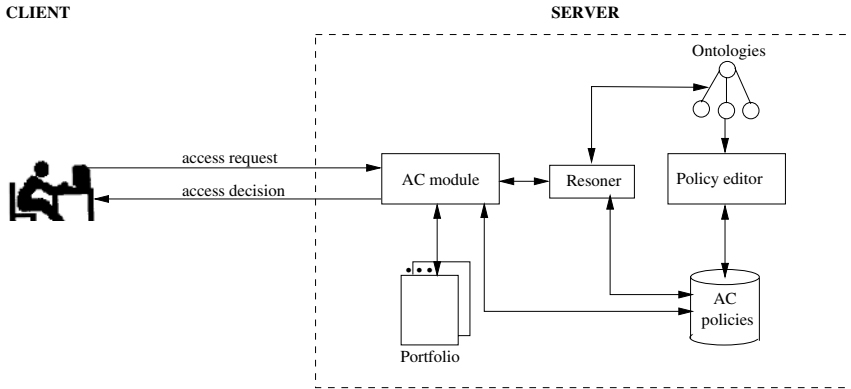 CLIENT
SERVER
Ontologies
access request
access decision
AC module
Resoner
Policy editor
AC
policies
Portfolio